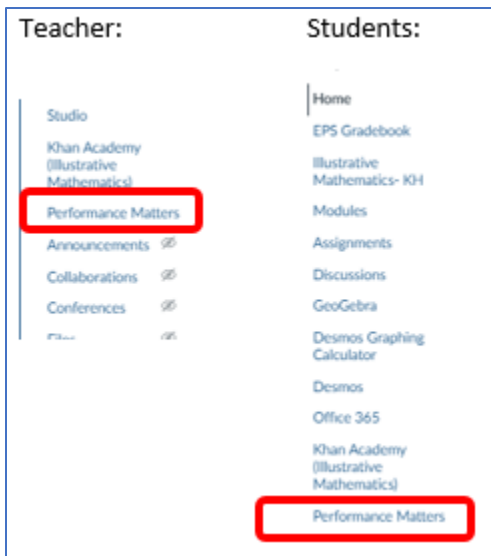 Teacher:
Studio
Khan Academy
(Illustrative
Mathematics)
Performance Matters
Announcements
Collaborations
Conferences
Files
Students:
Home
EPS Gradebook
Illustrative
Mathematics- KH
Modules
Assignments
Discussions
GeoGebra
Desmos Graphing
Calculator
Desmos
Office 365
Khan Academy
(Illustrative
Mathematics)
Performance Matters